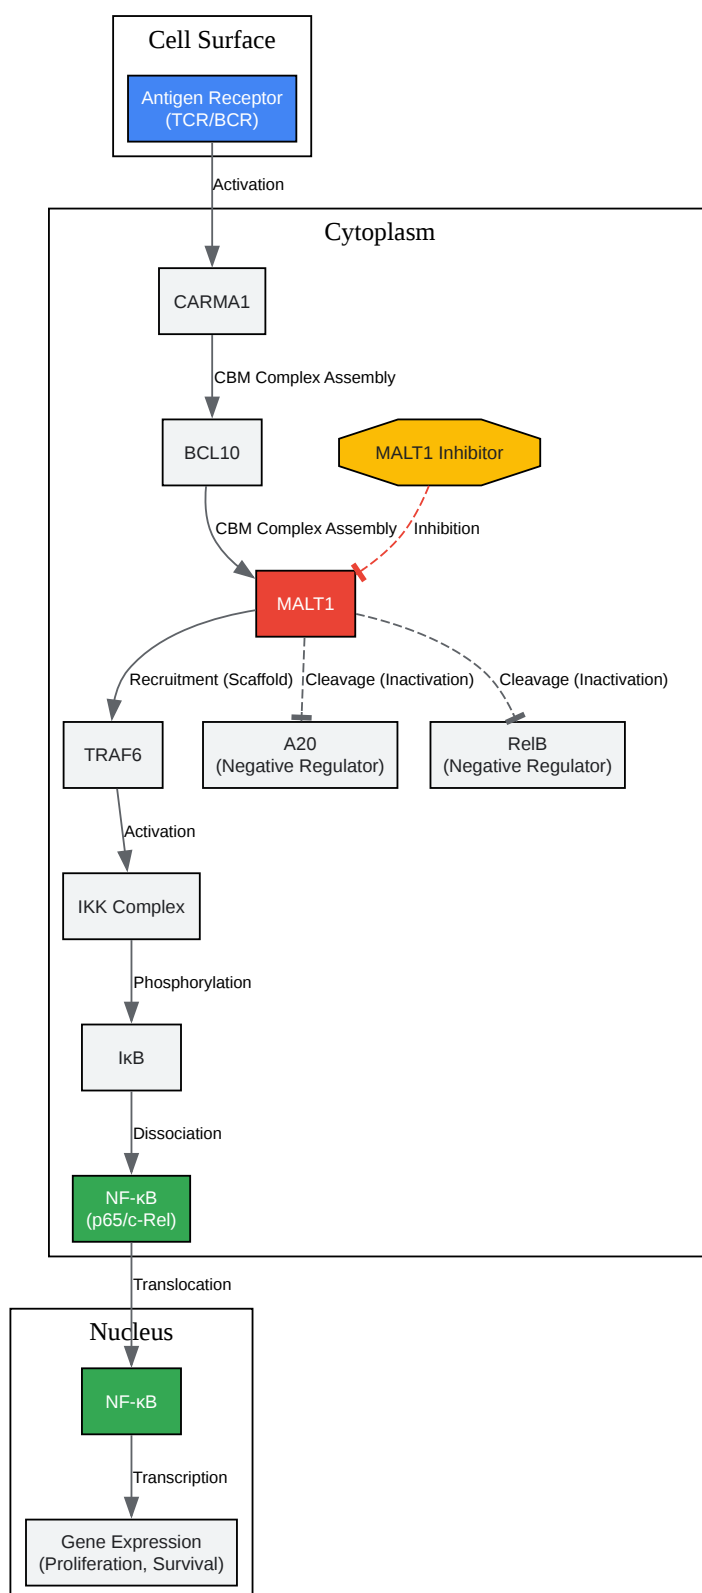 Cell Surface
Antigen Receptor
(TCR/BCR)
Activation
Cytoplasm
CARMA1
CBM Complex Assembly
BCL10
MALT1 Inhibitor
CBM Complex Assembly
Inhibition
MALT1
Recruitment (Scaffold)
Cleavage (Inactivation)
Cleavage (Inactivation)
TRAF6
A20
(Negative Regulator)
RelB
(Negative Regulator)
Activation
IKK Complex
Phosphorylation
IκB
Dissociation
NF-κB
(p65/c-Rel)
Translocation
Nucleus
NF-κB
Transcription
Gene Expression
(Proliferation, Survival)